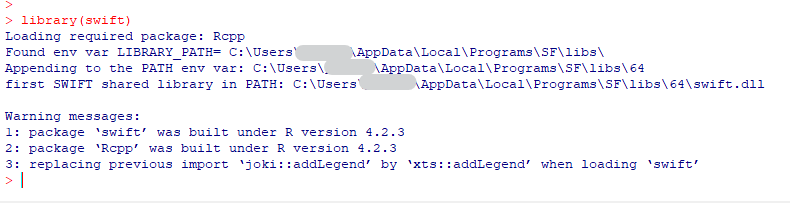 >
> library(swift)
Loading required package: Rcpp
Found env var LIBRARY_PATH= C:\Users\ \AppData\Local\Programs\SF\libs\
Appending to the PATH env var: C:\Users\ \AppData\Local\Programs\SF\libs\64
first SWIFT shared library in PATH: C:\Users\ \AppData\Local\Programs\SF\libs\64\swift.dll
Warning messages:
1: package ‘swift’ was built under R version 4.2.3
2: package ‘Rcpp’ was built under R version 4.2.3
3: replacing previous import ‘joki::addLegend’ by ‘xts::addLegend’ when loading ‘swift’
>